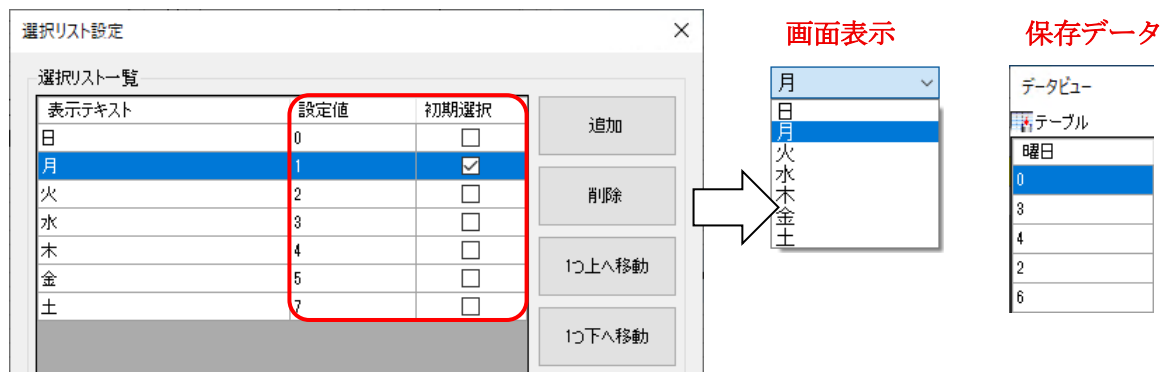 選択リスト設定
選択リスト一覧
表示テキスト 設定値 初期選択
日 0
月 1
火 2
水 3
木 4
金 5
土 7
追加
削除
1つ上へ移動
1つ下へ移動
画面表示
月
日
月
火
水
木
金
土
保存データ
データビュー
テーブル
曜日
0
3
4
2
6